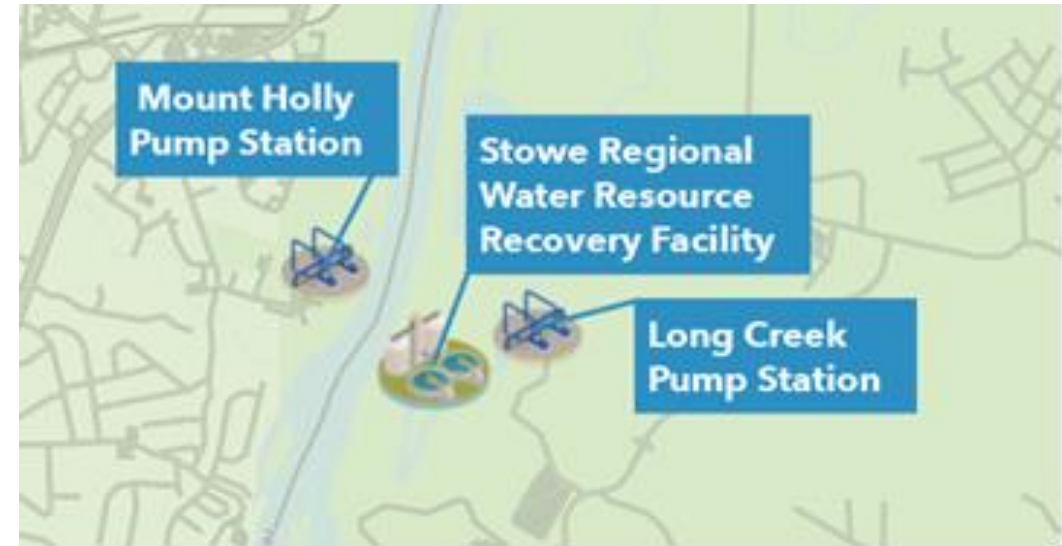 Mount Holly
Pump Station
Stowe Regional
Water Resource
Recovery Facility
Long Creek
Pump Station